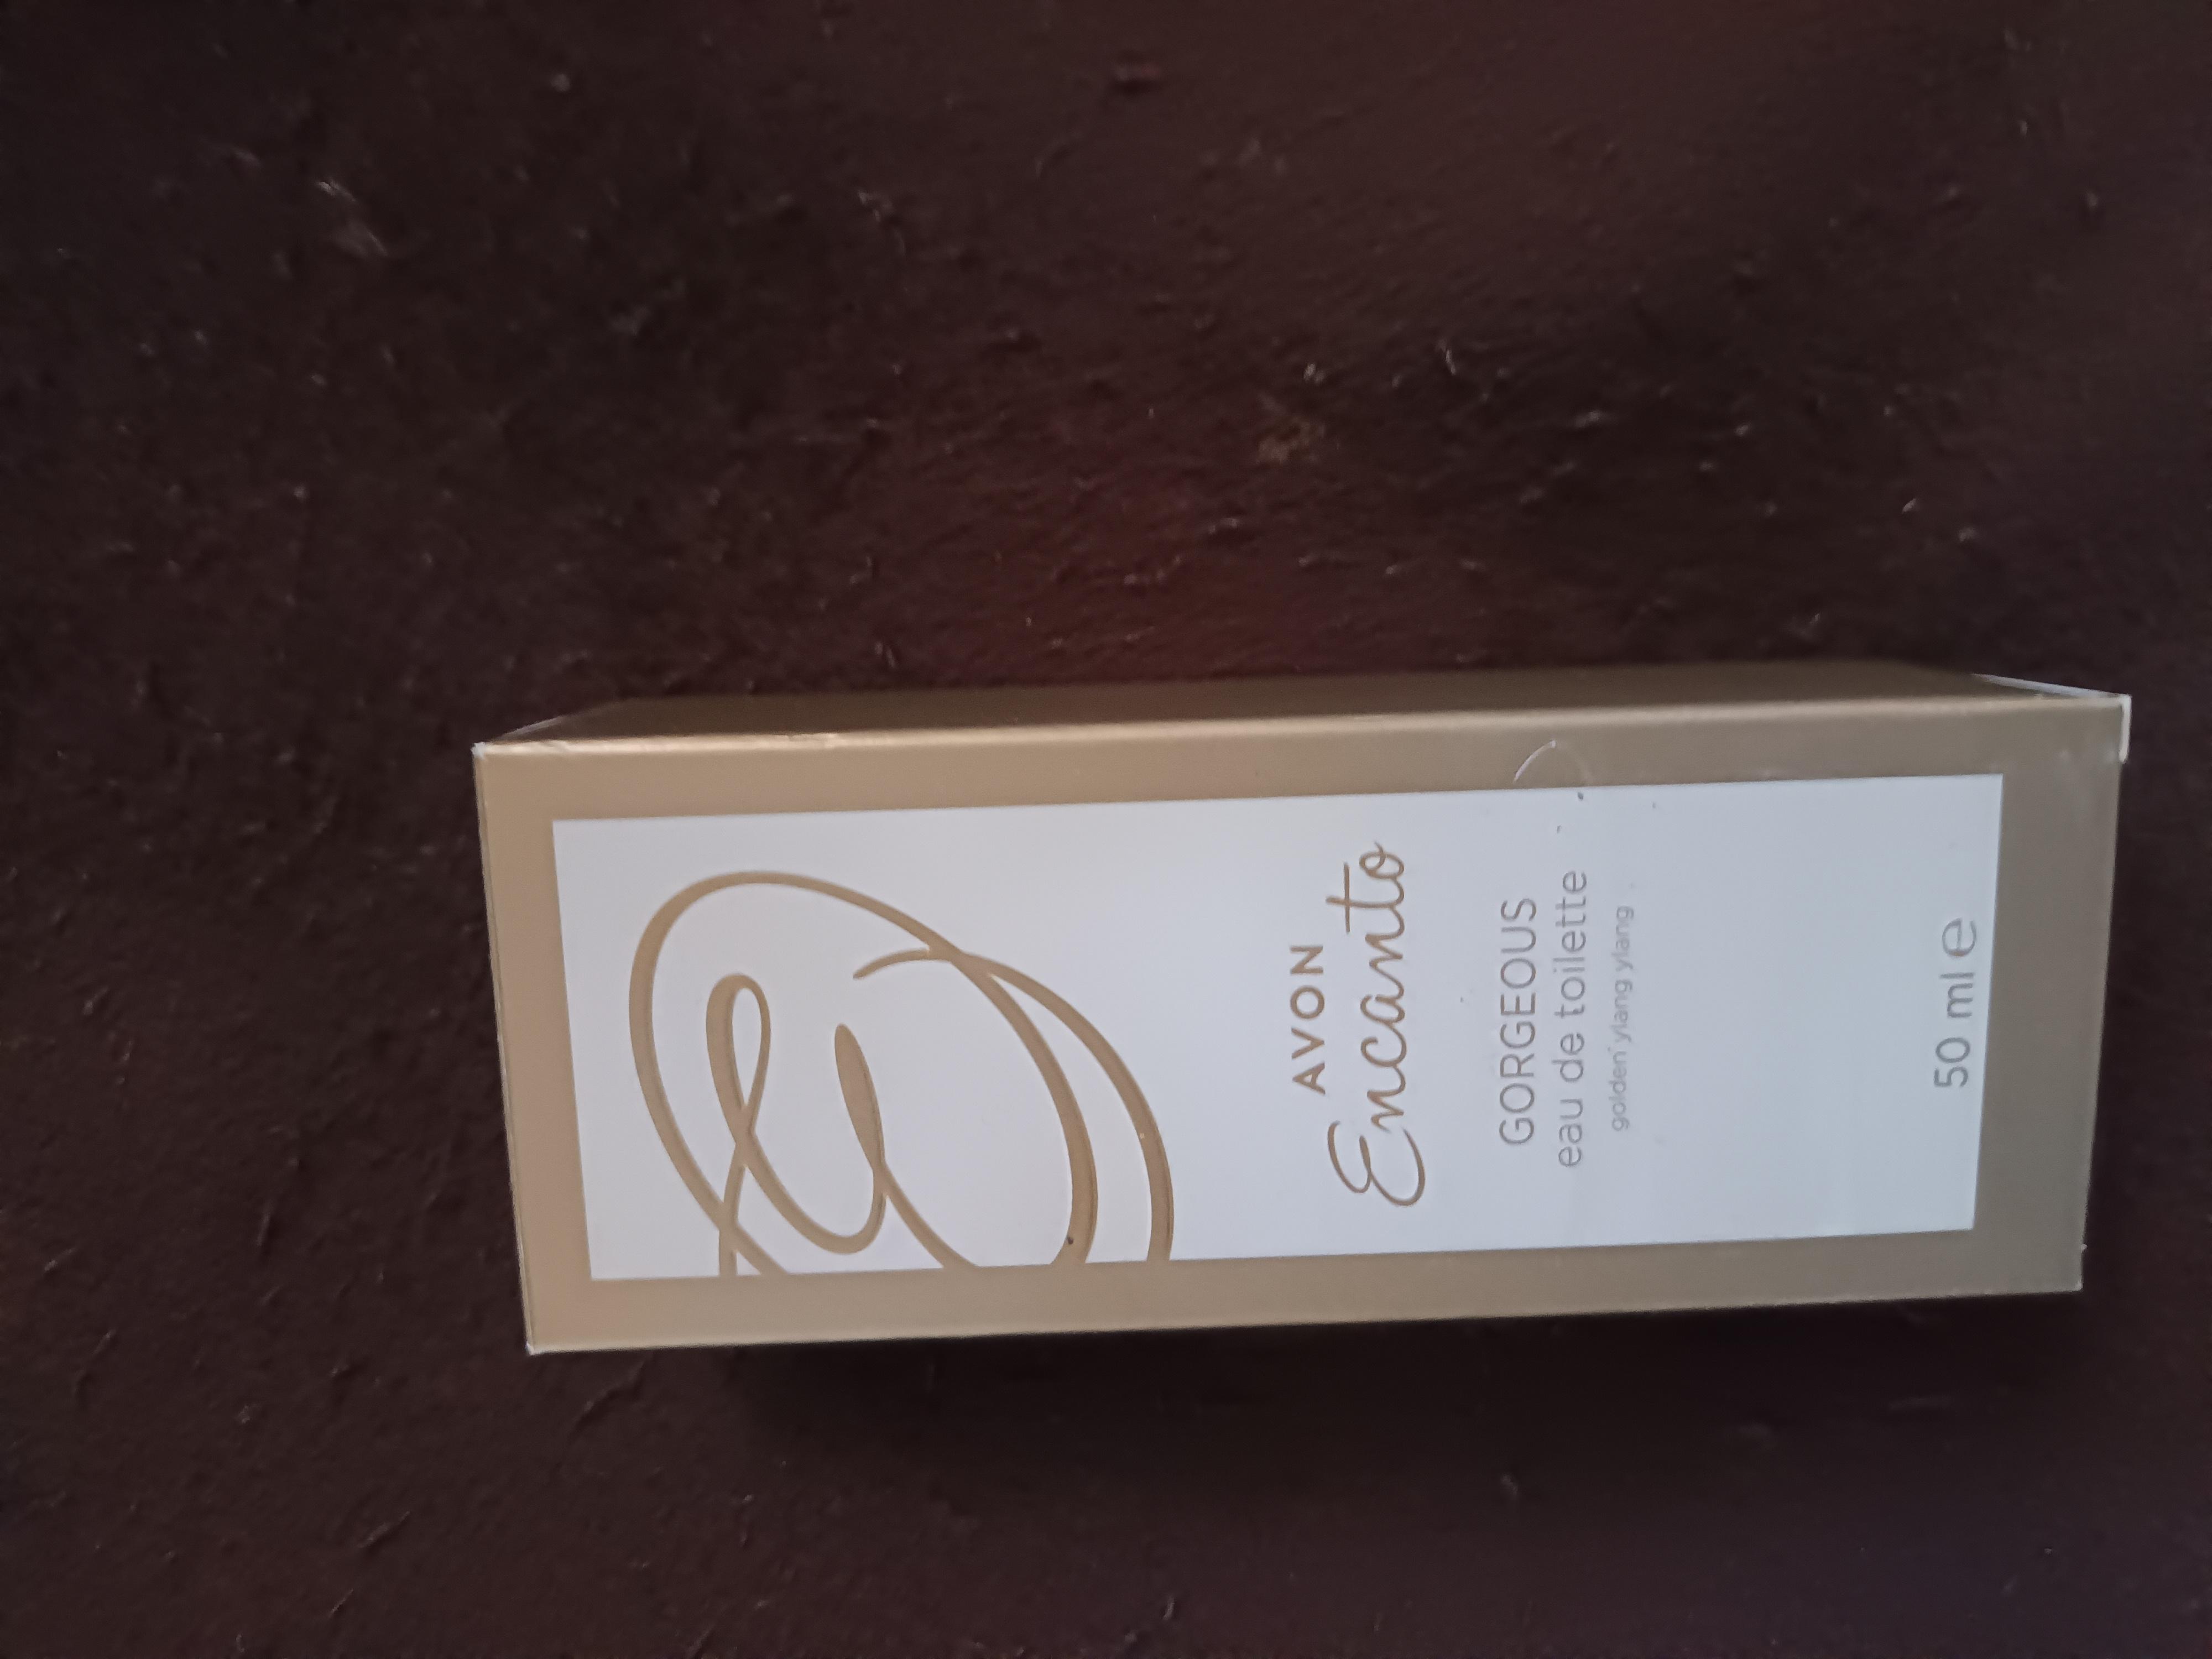 AVON
Encanto
GORGEOUS
eau de toilette
golden ylang ylang
50 ml ℮